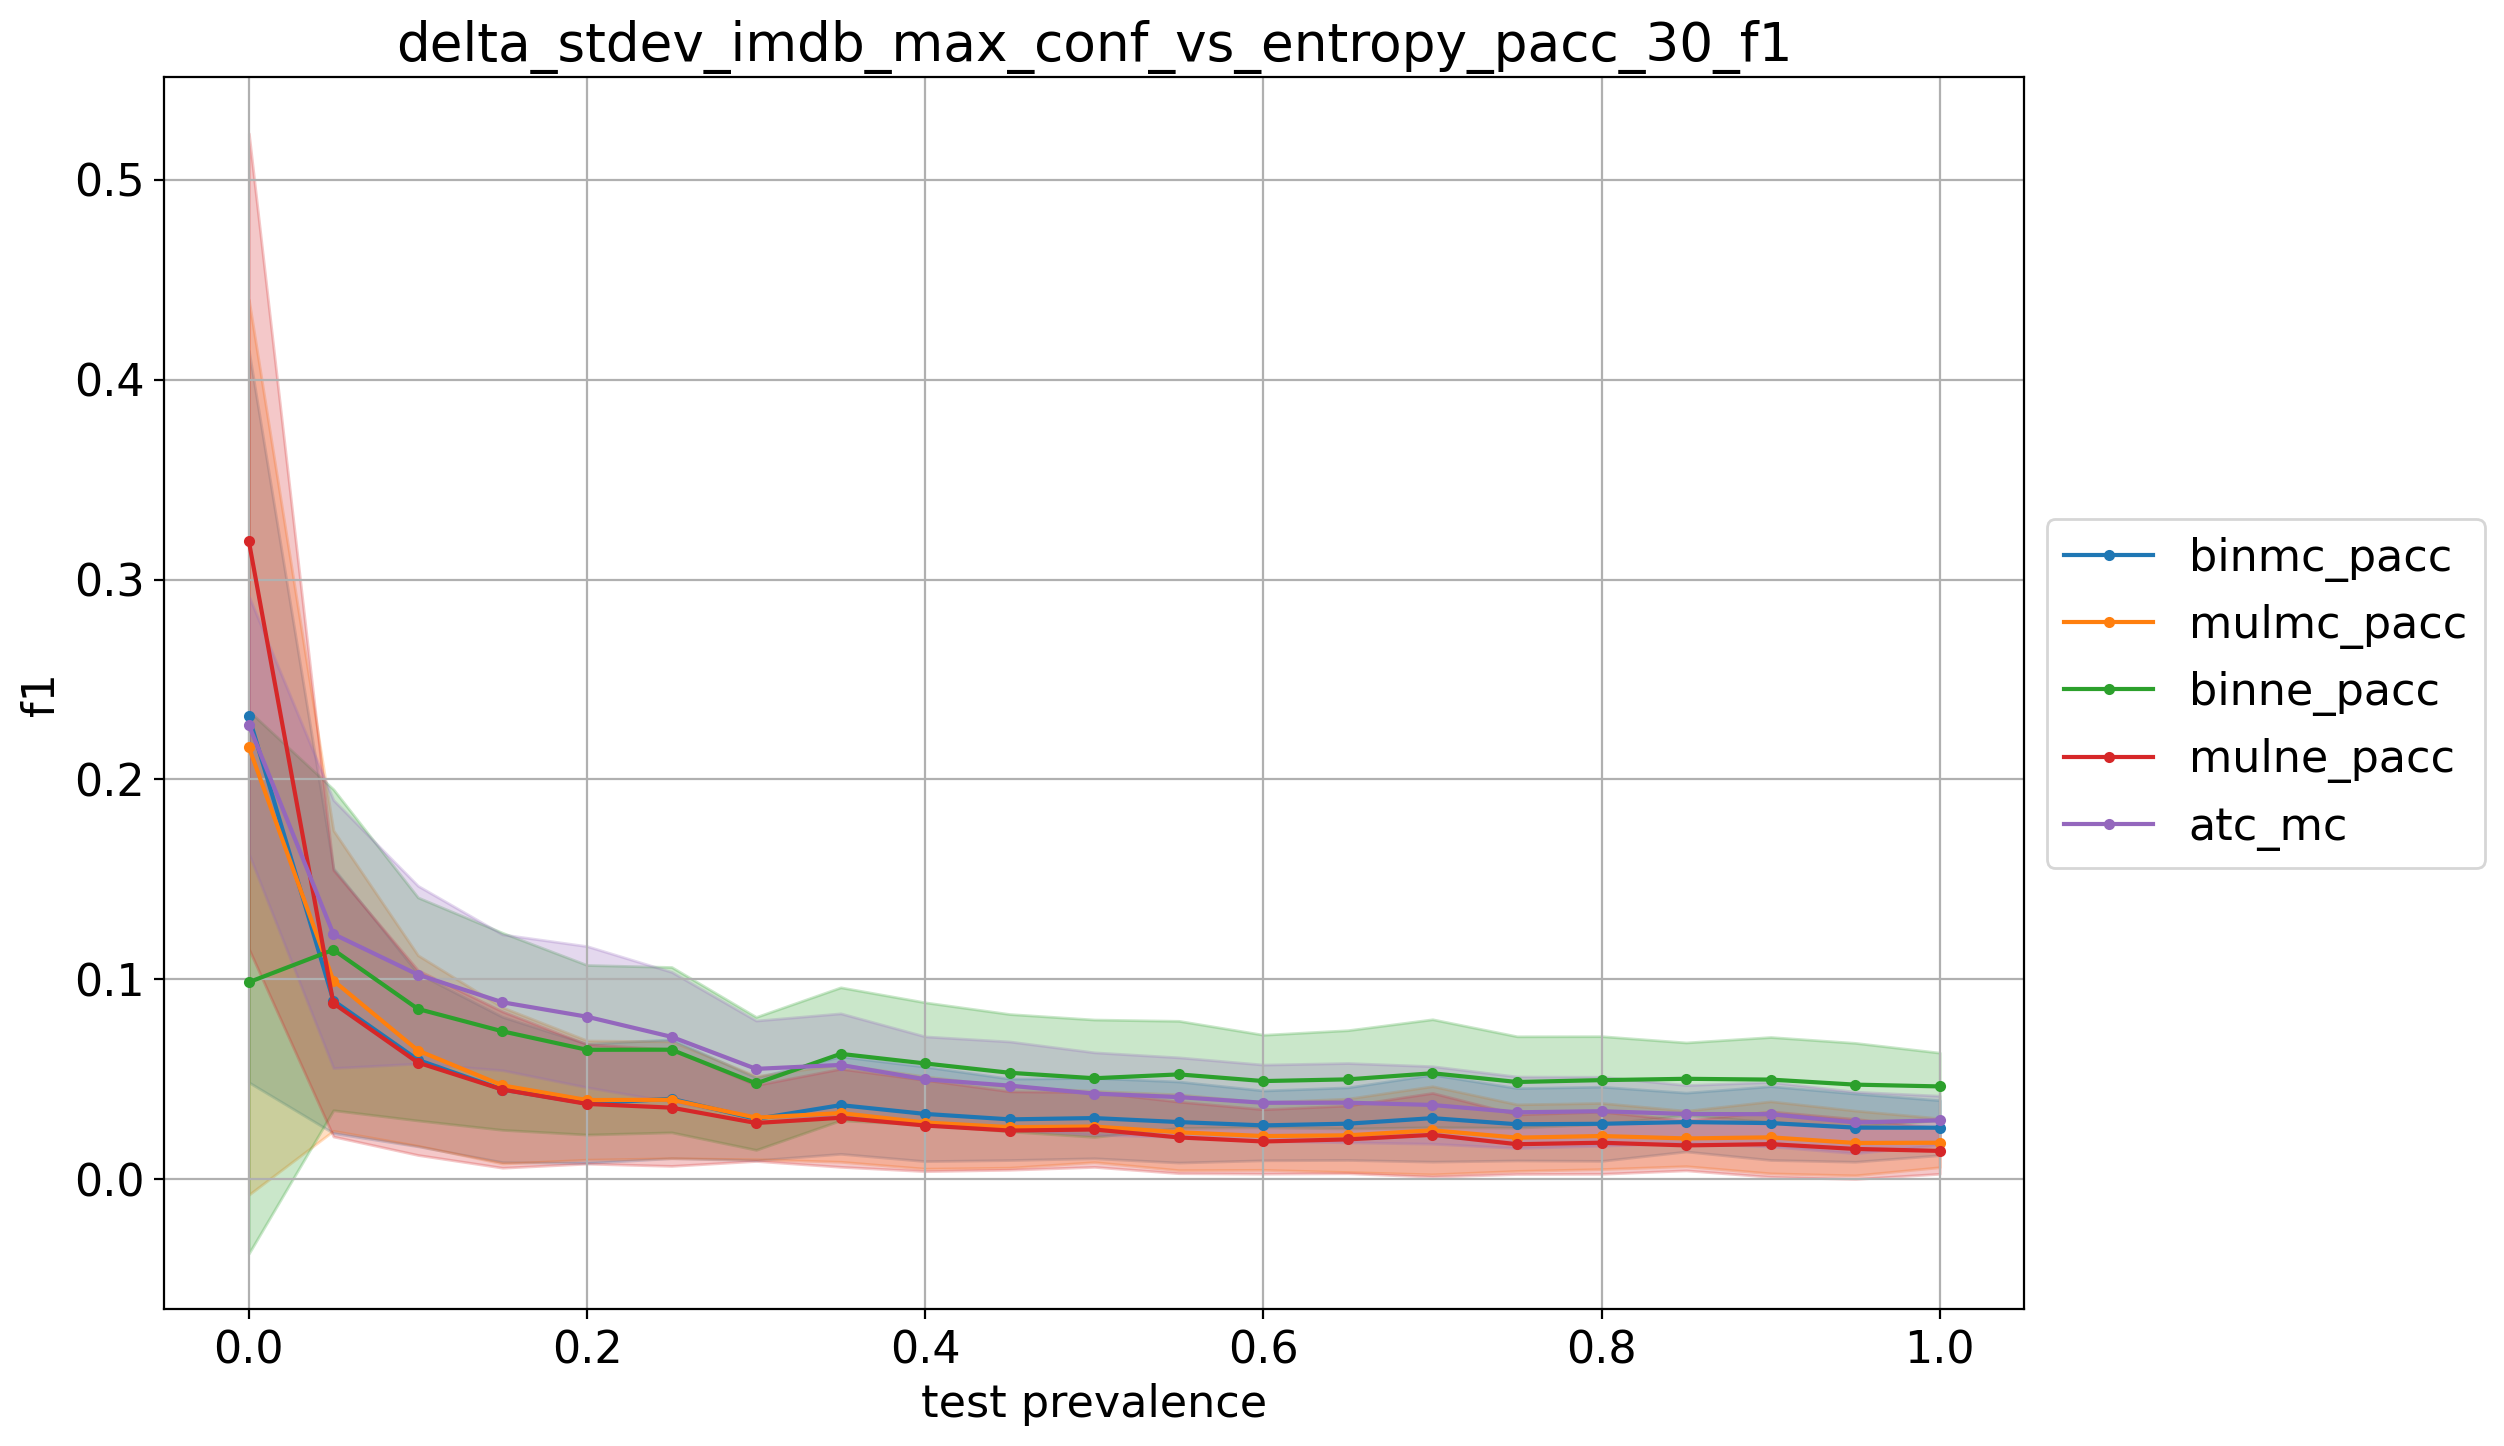 delta_stdev_imdb_max_conf_vs_entropy_pacc_30_f1
0.5
0.4
0.3
0.2
0.1
0.0
f1
0.0 0.2 0.4 0.6 0.8 1.0
test prevalence
binmc_pacc
mulmc_pacc
binne_pacc
mulne_pacc
atc_mc